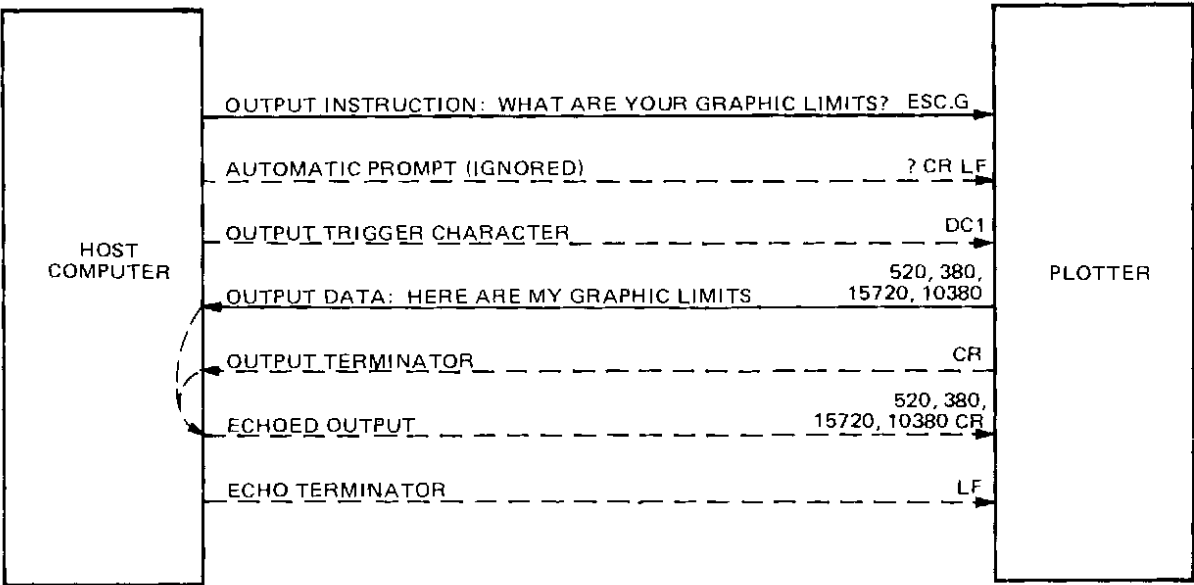 OUTPUT INSTRUCTION: WHAT ARE YOUR GRAPHIC LIMITS? ESC.G
AUTOMATIC PROMPT (IGNORED) ? CR LF
OUTPUT TRIGGER CHARACTER DC1
HOST
COMPUTER
PLOTTER
520, 380,
OUTPUT DATA: HERE ARE MY GRAPHIC LIMITS 15720, 10380
OUTPUT TERMINATOR CR
520, 380,
ECHOED OUTPUT 15720, 10380 CR
ECHO TERMINATOR LF